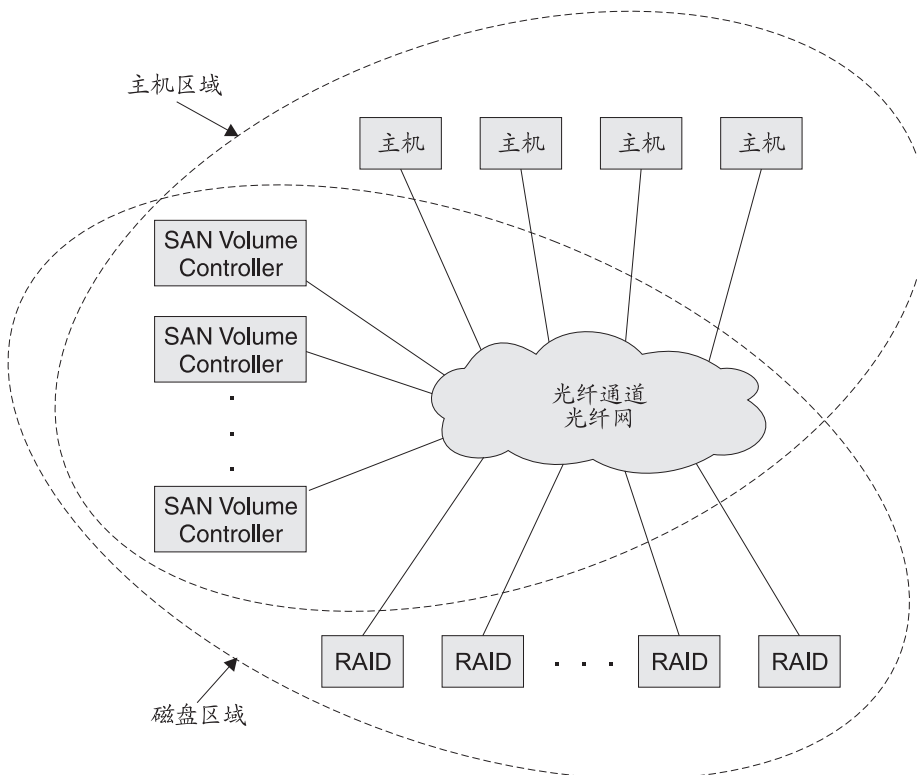 主机区域
主机
主机
主机
主机
SAN Volume
Controller
SAN Volume
Controller
·
·
·
SAN Volume
Controller
光纤通道
光纤网
RAID
RAID
· · ·
RAID
RAID
磁盘区域